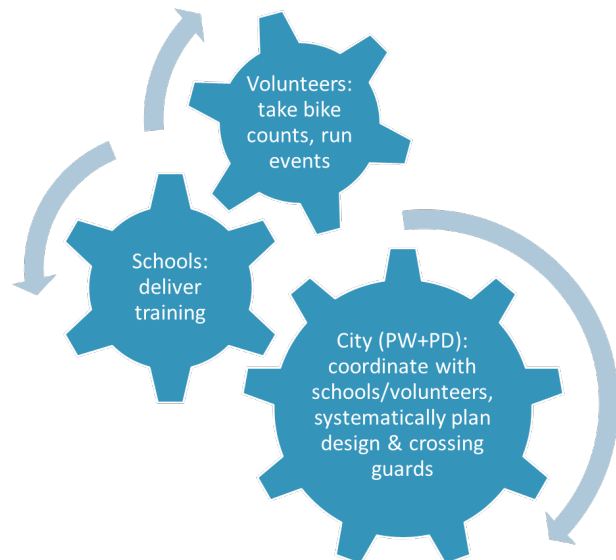 Volunteers:
take bike
counts, run
events
Schools:
deliver
training
City (PW+PD):
coordinate with
schools/volunteers,
systematically plan
design & crossing
guards